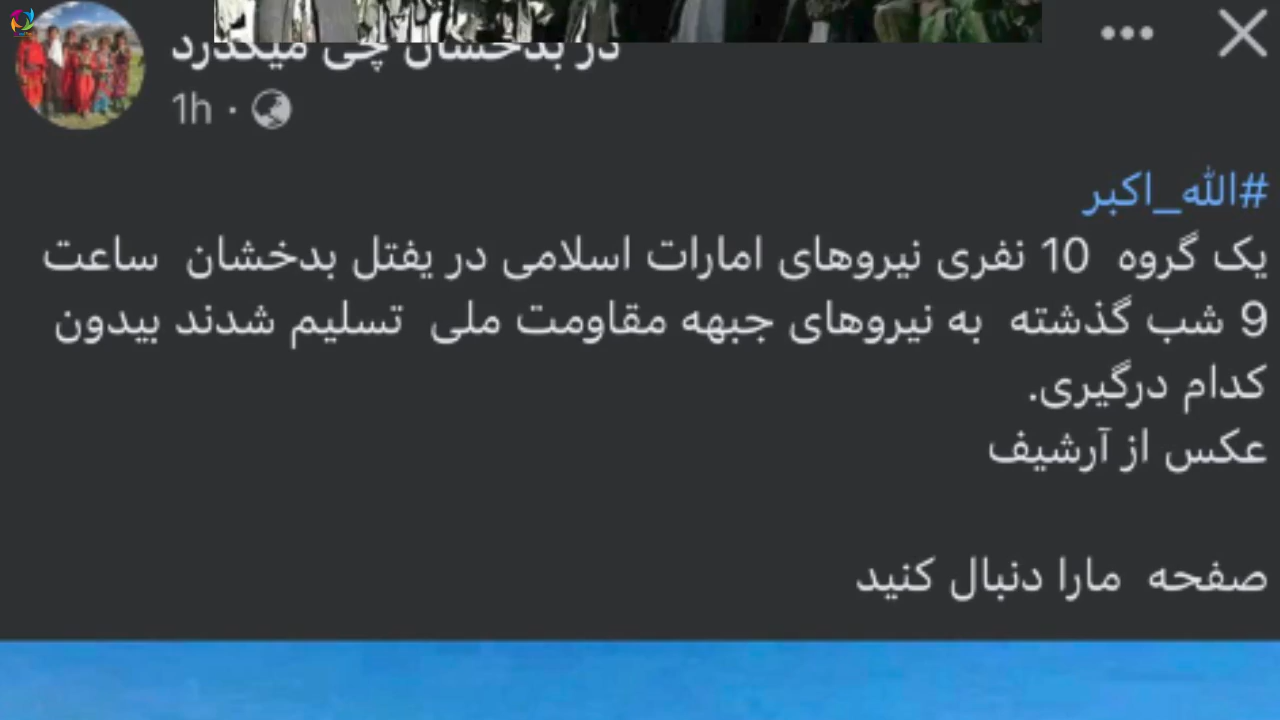 در بدخشان چی میگذرد
1h ·
#الله_اکبر
یک گروه 10 نفری نیروهای امارات اسلامی در یفتل بدخشان ساعت
9 شب گذشته به نیروهای جبهه مقاومت ملی تسلیم شدند بیدون
کدام درگیری.
عکس از آرشیف
صفحه مارا دنبال کنید